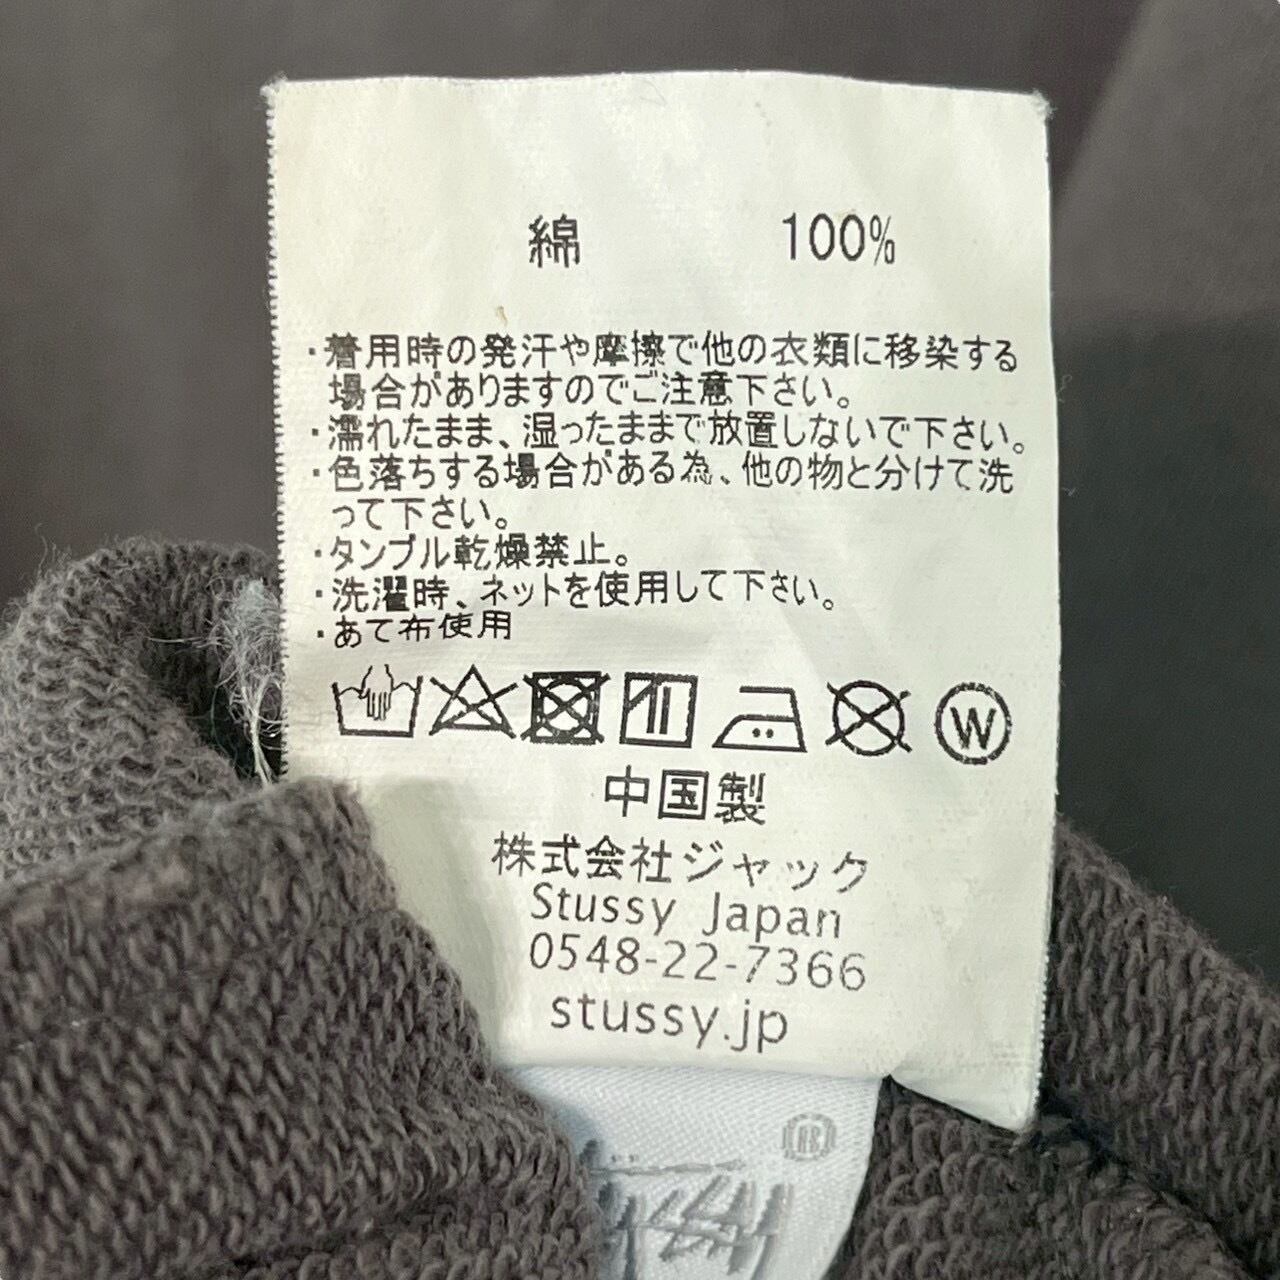 綿 100%
・着用時の発汗や摩擦で他の衣類に移染する
場合がありますのでご注意下さい。
・濡れたまま、湿ったままで放置しないで下さい。
・色落ちする場合がある為、他の物と分けて洗
って下さい。
・タンブル乾燥禁止。
・洗濯時、ネットを使用して下さい。
・あて布使用
W
中国製
株式会社ジャック
Stussy Japan
0548-22-7366
stussy.jp
®